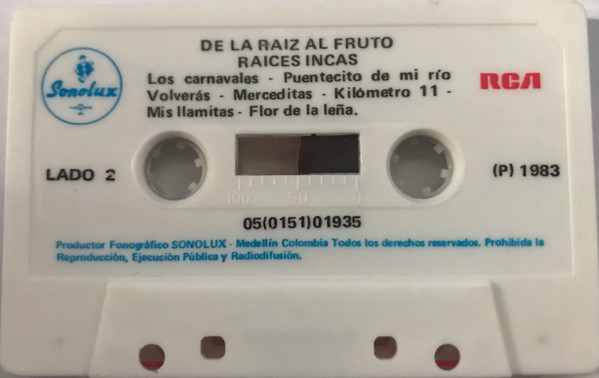 DE LA RAIZ AL FRUTO
RAICES INCAS
Sonolux
Los carnavales - Puentecito de mi río
Volverás - Merceditas - Kilómetro 11 -
Mis llamitas - Flor de la leña.
RCA
LADO 2
(P) 1983
100 50 0
05(0151)01935
Productor Fonográfico SONOLUX - Medellín Colombia Todos los derechos reservados. Prohibida la
Reproducción, Ejecución Pública y Radiodifusión.